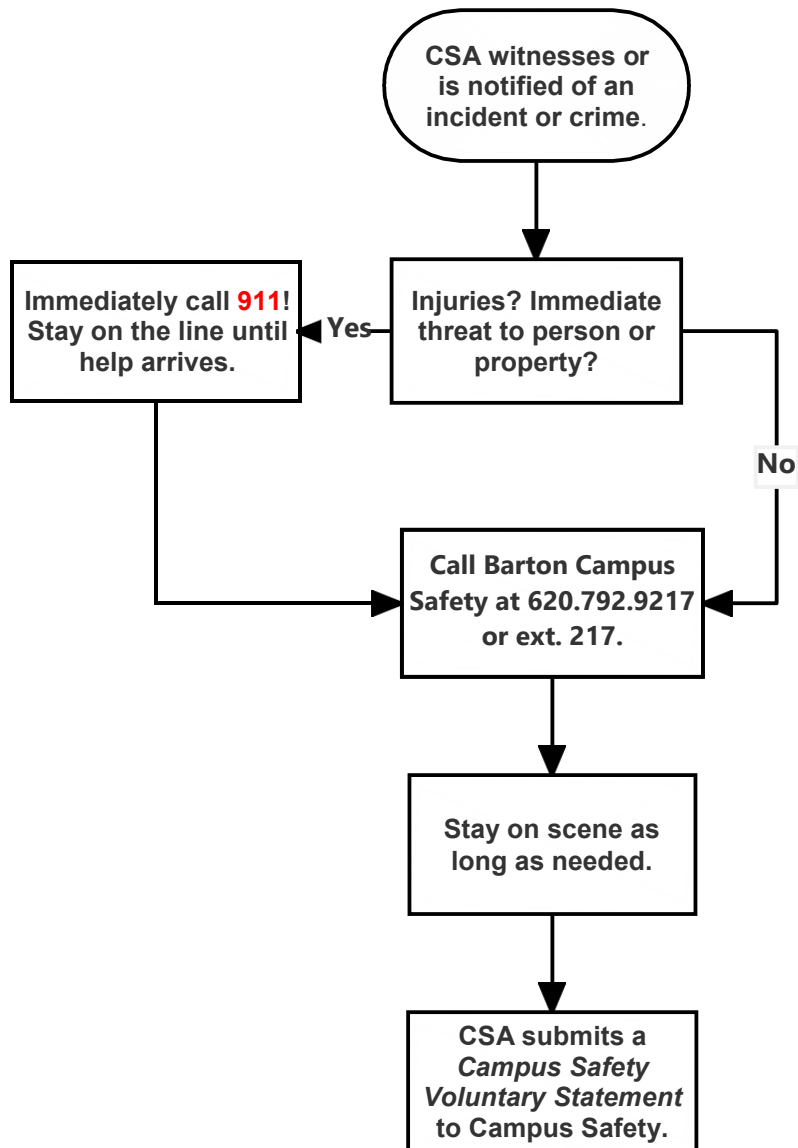 CSA witnesses or
is notified of an
incident or crime.
Immediately call 911!
Stay on the line until
help arrives.
Yes
Injuries? Immediate
threat to person or
property?
No
Call Barton Campus
Safety at 620.792.9217
or ext. 217.
Stay on scene as
long as needed.
CSA submits a
Campus Safety
Voluntary Statement
to Campus Safety.